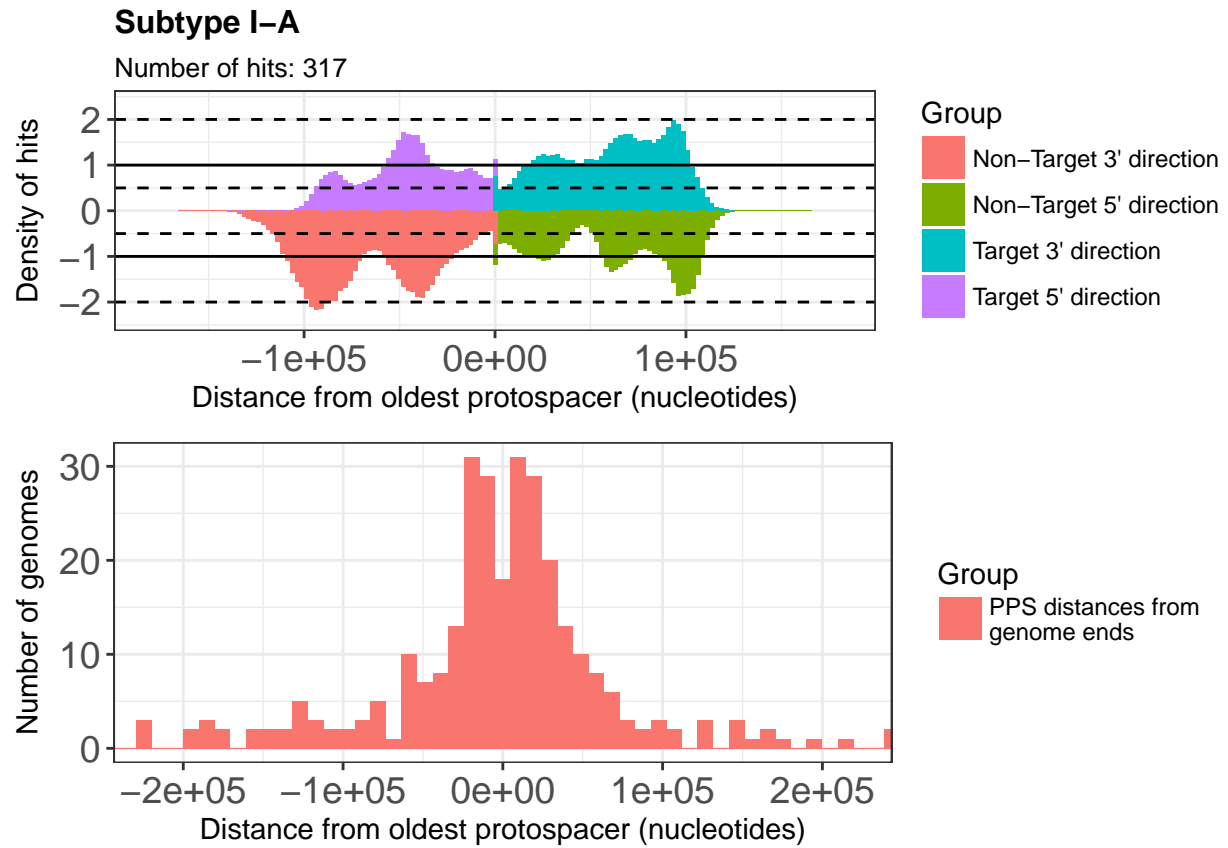 Subtype I−A
Number of hits: 317
Density of hits
2
1
0
−1
−2
−1e+05
0e+00
1e+05
Distance from oldest protospacer (nucleotides)
Group
Non−Target 3' direction
Non−Target 5' direction
Target 3' direction
Target 5' direction
Number of genomes
30
20
10
0
−2e+05
−1e+05
0e+00
1e+05
2e+05
Distance from oldest protospacer (nucleotides)
Group
PPS distances from
genome ends